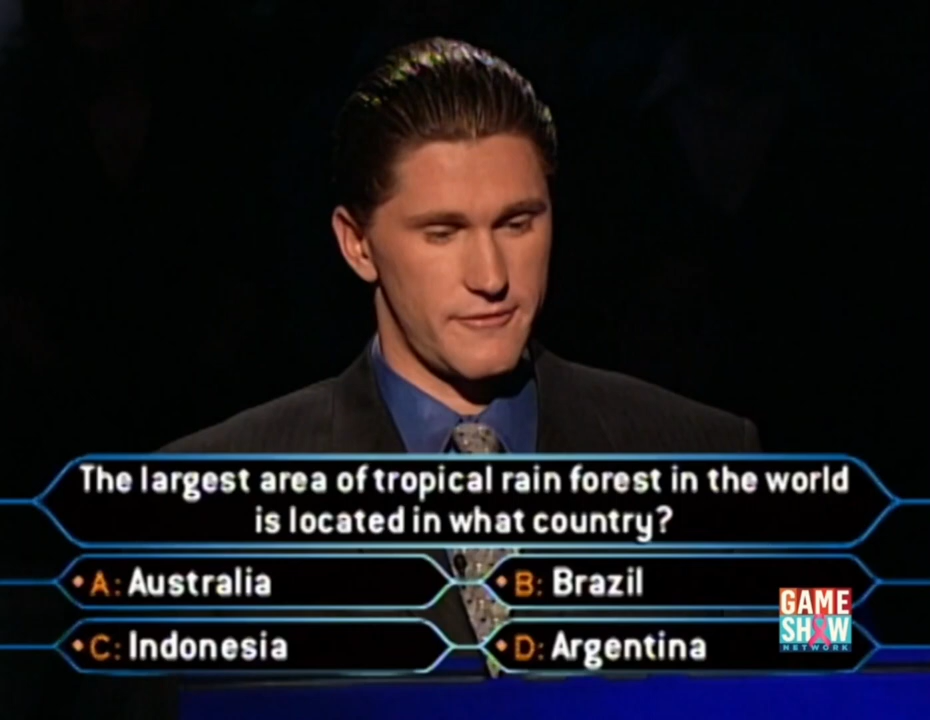 The largest area of tropical rain forest in the world
is located in what country?
A: Australia
B: Brazil
C: Indonesia
D: Argentina
GAME
SHOW
NETWORK